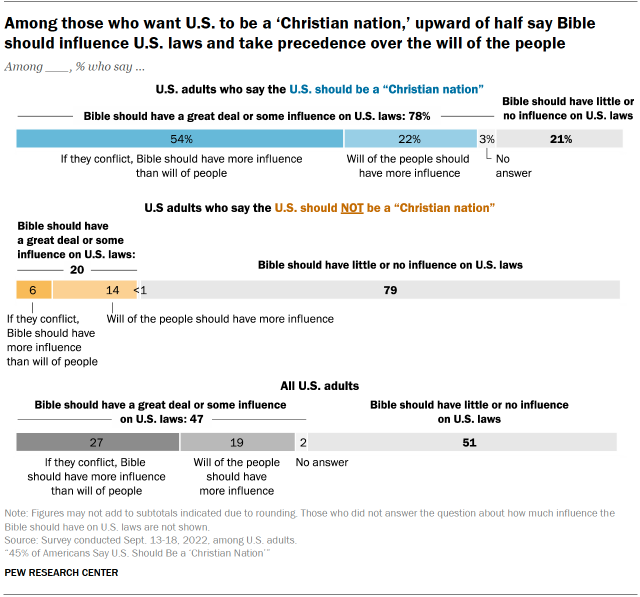 Among those who want U.S. to be a ‘Christian nation,’ upward of half say Bible
should influence U.S. laws and take precedence over the will of the people
Among ___, % who say ...
U.S. adults who say the U.S. should be a “Christian nation”
Bible should have a great deal or some influence on U.S. laws: 78%
Bible should have little or
no influence on U.S. laws
54%
22%
3%
21%
If they conflict, Bible should have more influence
than will of people
Will of the people should
have more influence
No
answer
U.S adults who say the U.S. should NOT be a “Christian nation”
Bible should have
a great deal or some
influence on U.S. laws:
20
Bible should have little or no influence on U.S. laws
6
14
<1
79
If they conflict,
Bible should have
more influence
than will of people
Will of the people should have more influence
All U.S. adults
Bible should have a great deal or some influence
on U.S. laws: 47
Bible should have little or no influence
on U.S. laws
27
19
2
51
If they conflict, Bible
should have more influence
than will of people
Will of the people
should have
more influence
No answer
Note: Figures may not add to subtotals indicated due to rounding. Those who did not answer the question about how much influence the
Bible should have on U.S. laws are not shown.
Source: Survey conducted Sept. 13-18, 2022, among U.S. adults.
“45% of Americans Say U.S. Should Be a ‘Christian Nation’”
PEW RESEARCH CENTER